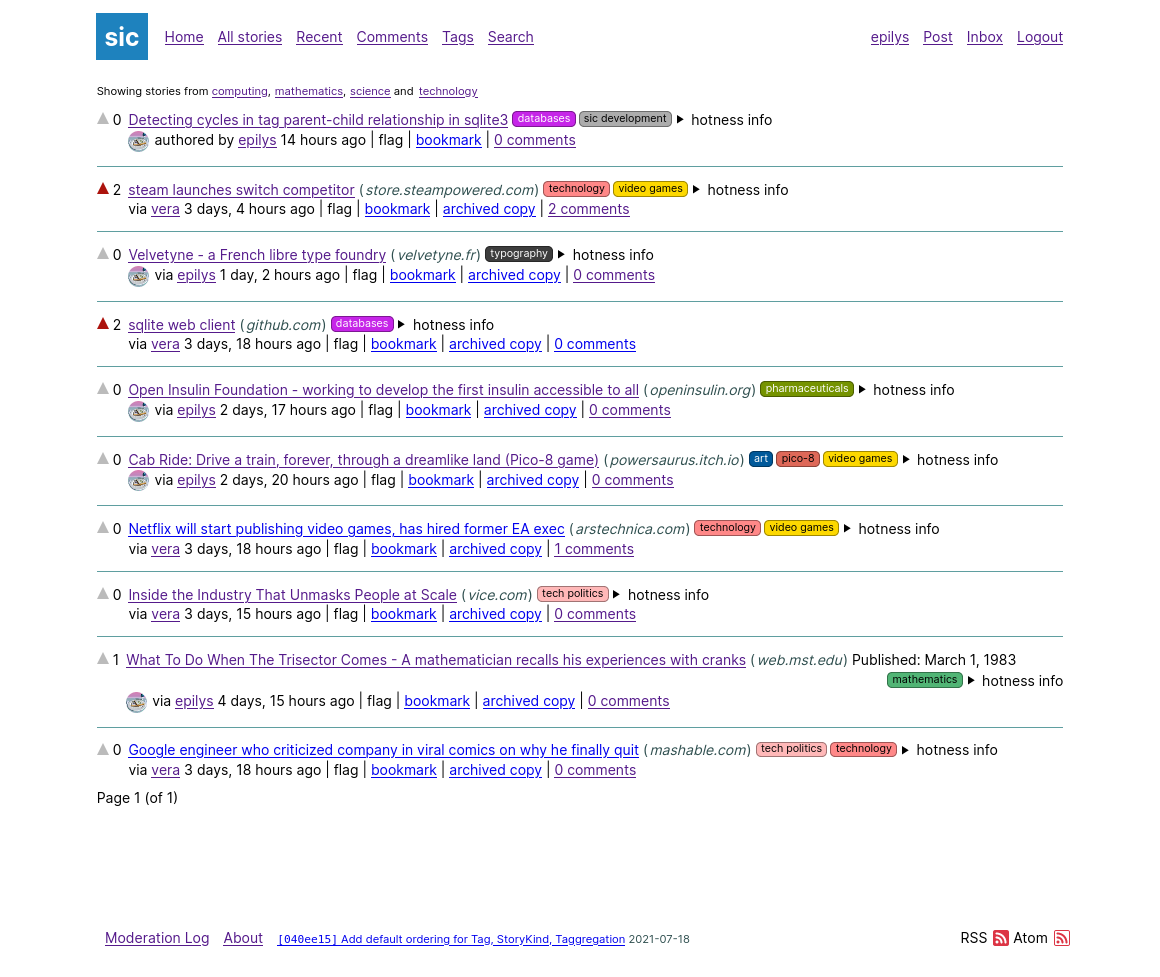 sic Home All stories Recent Comments Tags Search epilys Post Inbox Logout
Showing stories from computing, mathematics, science and technology
0 Detecting cycles in tag parent-child relationship in sqlite3 databases sic development ▶ hotness info
authored by epilys 14 hours ago | flag | bookmark | 0 comments
2 steam launches switch competitor (store.steampowered.com) technology video games ▶ hotness info
via vera 3 days, 4 hours ago | flag | bookmark | archived copy | 2 comments
0 Velvetyne - a French libre type foundry (velvetyne.fr) typography ▶ hotness info
via epilys 1 day, 2 hours ago | flag | bookmark | archived copy | 0 comments
2 sqlite web client (github.com) databases ▶ hotness info
via vera 3 days, 18 hours ago | flag | bookmark | archived copy | 0 comments
0 Open Insulin Foundation - working to develop the first insulin accessible to all (openinsulin.org) pharmaceuticals ▶ hotness info
via epilys 2 days, 17 hours ago | flag | bookmark | archived copy | 0 comments
0 Cab Ride: Drive a train, forever, through a dreamlike land (Pico-8 game) (powersaurus.itch.io) art pico-8 video games ▶ hotness info
via epilys 2 days, 20 hours ago | flag | bookmark | archived copy | 0 comments
0 Netflix will start publishing video games, has hired former EA exec (arstechnica.com) technology video games ▶ hotness info
via vera 3 days, 18 hours ago | flag | bookmark | archived copy | 1 comments
0 Inside the Industry That Unmasks People at Scale (vice.com) tech politics ▶ hotness info
via vera 3 days, 15 hours ago | flag | bookmark | archived copy | 0 comments
1 What To Do When The Trisector Comes - A mathematician recalls his experiences with cranks (web.mst.edu) Published: March 1, 1983
mathematics ▶ hotness info
via epilys 4 days, 15 hours ago | flag | bookmark | archived copy | 0 comments
0 Google engineer who criticized company in viral comics on why he finally quit (mashable.com) tech politics technology ▶ hotness info
via vera 3 days, 18 hours ago | flag | bookmark | archived copy | 0 comments
Page 1 (of 1)
Moderation Log About [040ee15] Add default ordering for Tag, StoryKind, Taggregation 2021-07-18 RSS Atom